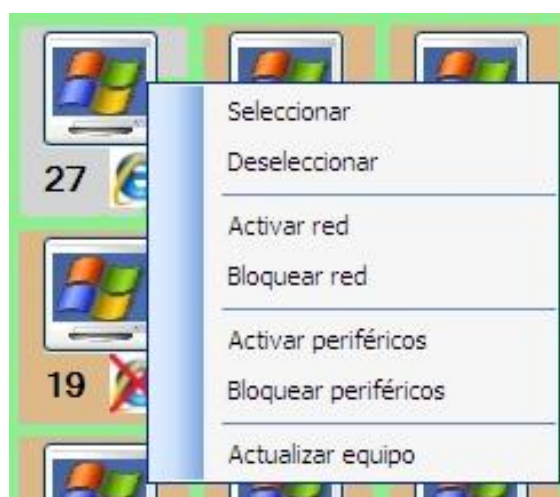 Seleccionar
Deseleccionar
27
Activar red
Bloquear red
Activar periféricos
19
Bloquear periféricos
Actualizar equipo